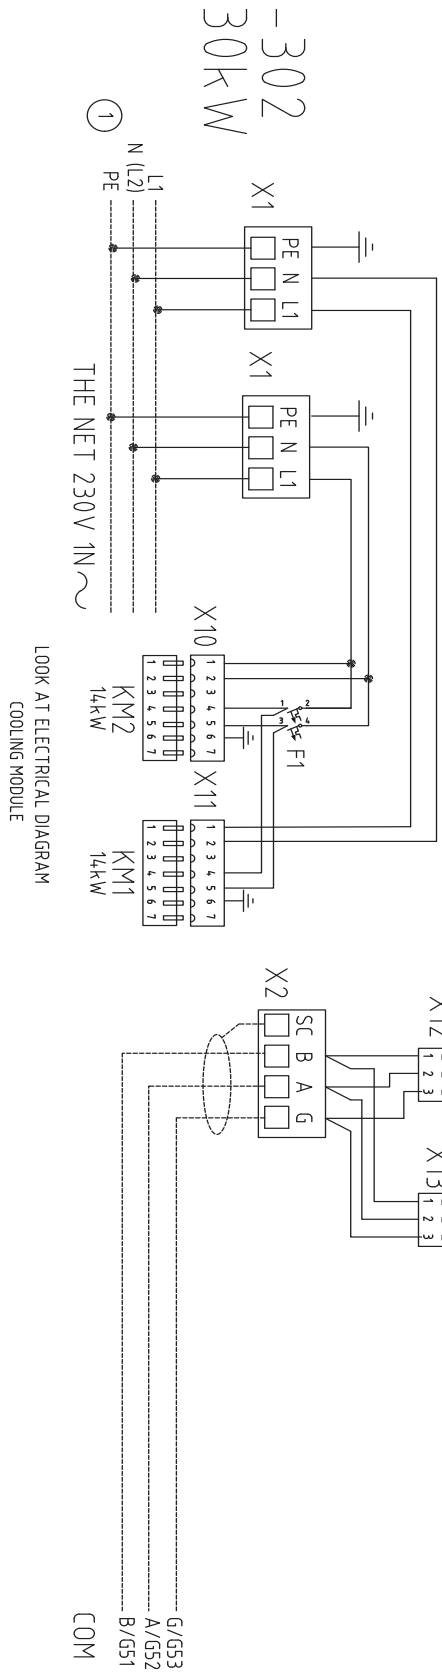 -302
30kW
1
L1
N (L2)
PE
X1
PE N L1
X1
PE N L1
THE NET 230V 1N~
X10
1 2 3 4 5 6 7
1 2 3 4 5 6 7
KM2
14kW
1 2
3 4
F1
X11
1 2 3 4 5 6 7
1 2 3 4 5 6 7
KM1
14kW
LOOK AT ELECTRICAL DIAGRAM
COOLING MODULE
X2
SC B A G
X12
1 2 3
X13
1 2 3
G/G53
A/G52
B/G51
COM